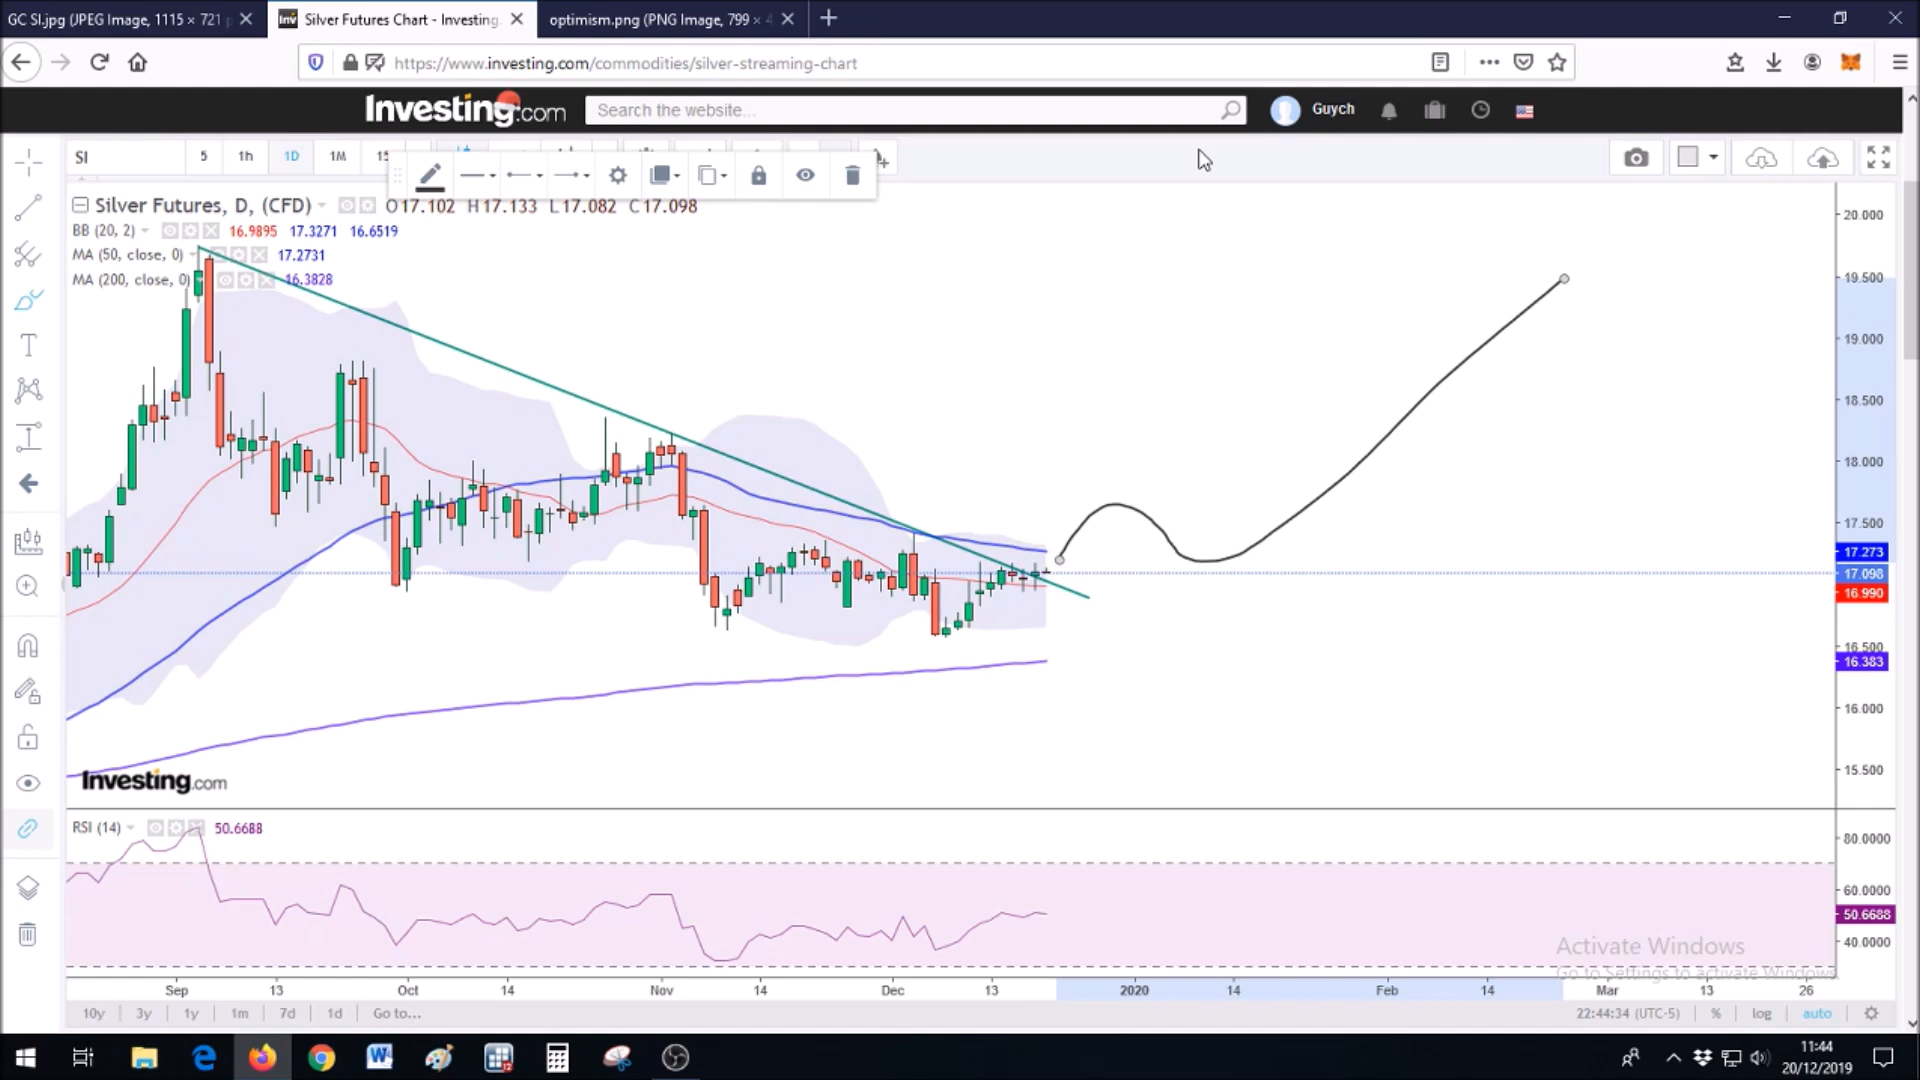 GC SI.jpg (JPEG Image, 1115 × 721 p
Silver Futures Chart - Investing.
optimism.png (PNG Image, 799 ×
https://www.investing.com/commodities/silver-streaming-chart
Investing.com
Search the website...
Guych
SI
5
1h
1D
1M
15
Silver Futures, D, (CFD)
O17.102 H17.133 L17.082 C17.098
BB (20, 2)
16.9895 17.3271 16.6519
MA (50, close, 0)
17.2731
MA (200, close, 0)
16.3828
20.000
19.500
19.000
18.500
18.000
17.500
17.273
17.098
16.990
16.500
16.383
16.000
15.500
Investing.com
RSI (14)
50.6688
80.0000
60.0000
50.6688
40.0000
Activate Windows
Go to Settings to activate Windows.
Sep 13 Oct 14 Nov 14 Dec 13 2020 14 Feb 14 Mar 13 26
10y 3y 1y 1m 7d 1d Go to...
22:44:34 (UTC-5) % log auto
11:44
20/12/2019